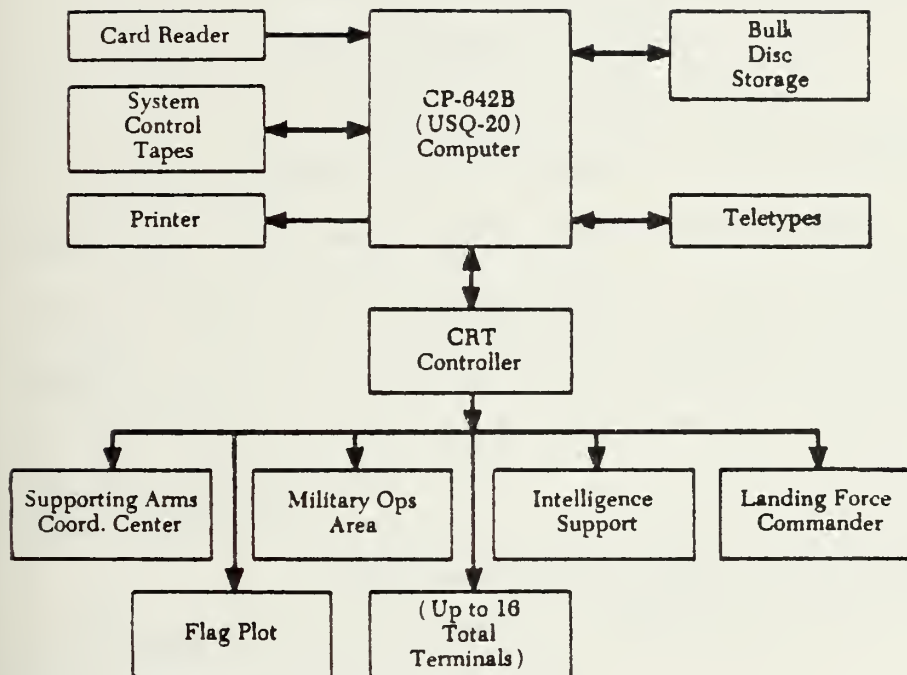 Card Reader
System
Control
Tapes
Printer
CP-642B
(USQ-20)
Computer
Bulk
Disc
Storage
Teletypes
CRT
Controller
Supporting Arms
Coord. Center
Military Ops
Area
Intelligence
Support
Landing Force
Commander
Flag Plot
(Up to 16
Total
Terminals)